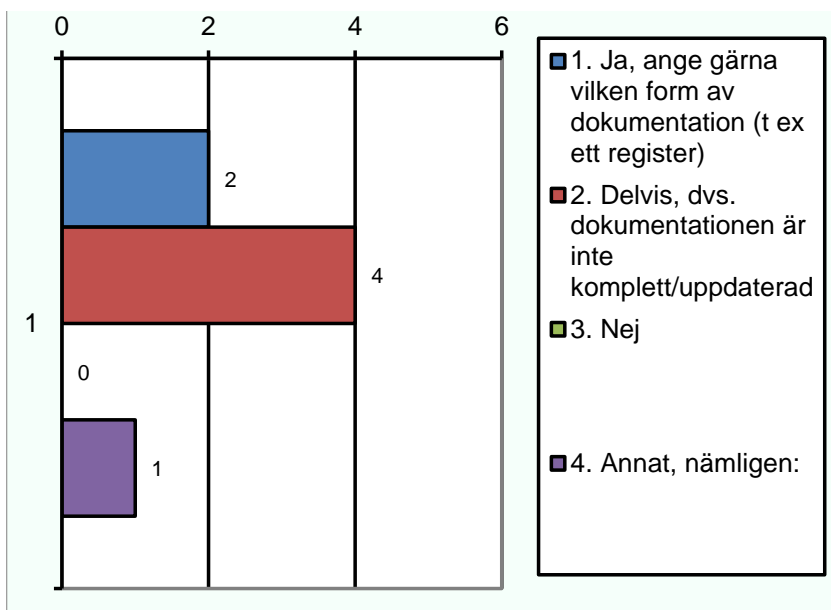 0 2 4 6
1. Ja, ange gärna
vilken form av
dokumentation (t ex
ett register)
2. Delvis, dvs.
dokumentationen är
inte
komplett/uppdaterad
3. Nej
4. Annat, nämligen:
2
4
1
0
1